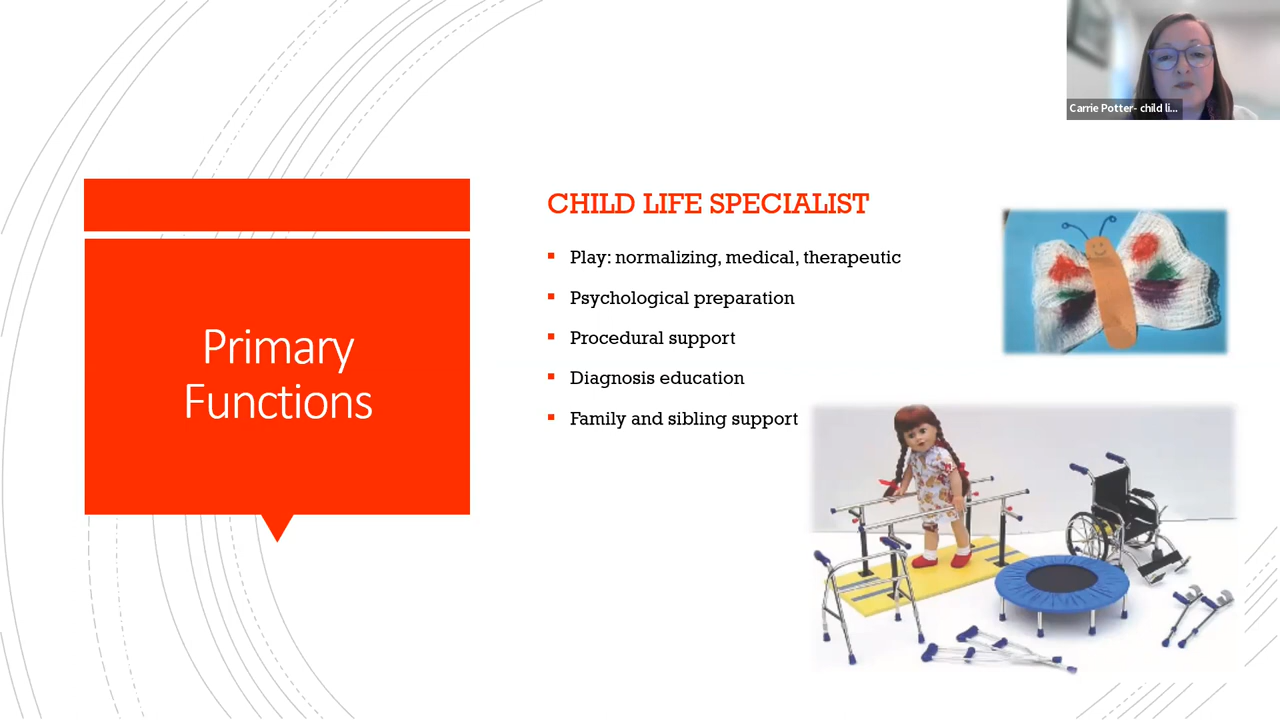 Carrie Potter- child li...
Primary
Functions
CHILD LIFE SPECIALIST
Play: normalizing, medical, therapeutic
Psychological preparation
Procedural support
Diagnosis education
Family and sibling support